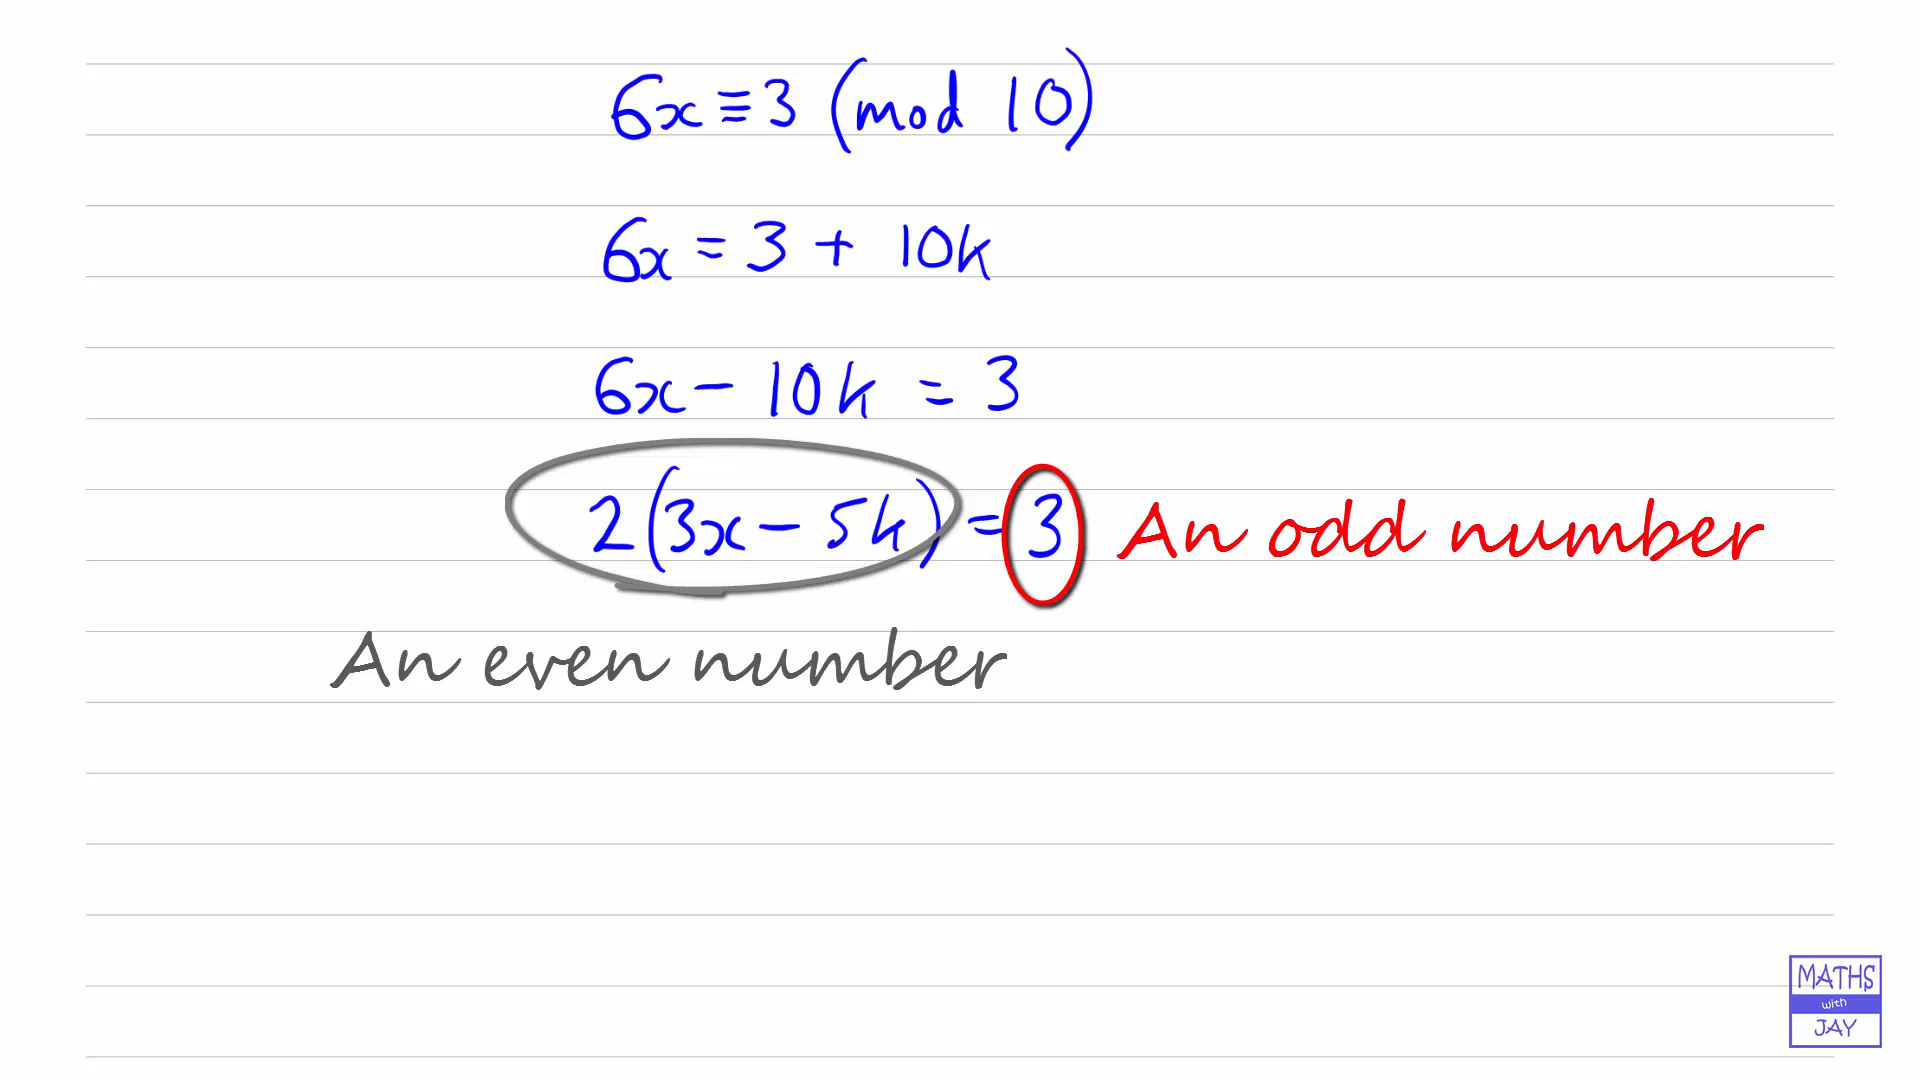 6x ≡ 3 (mod 10)
6x = 3 + 10k
6x - 10k = 3
2(3x - 5k) = 3 An odd number
An even number
MATHS
with
JAY